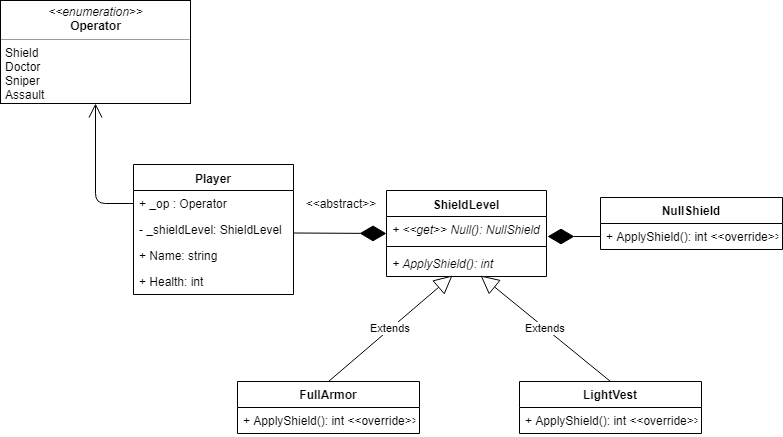 <<enumeration>>
Operator
Shield
Doctor
Sniper
Assault
Player
+ _op : Operator
- _shieldLevel: ShieldLevel
+ Name: string
+ Health: int
<<abstract>>
ShieldLevel
+ <<get>> Null(): NullShield
+ ApplyShield(): int
NullShield
+ ApplyShield(): int <<override>>
Extends
Extends
FullArmor
+ ApplyShield(): int <<override>>
LightVest
+ ApplyShield(): int <<override>>